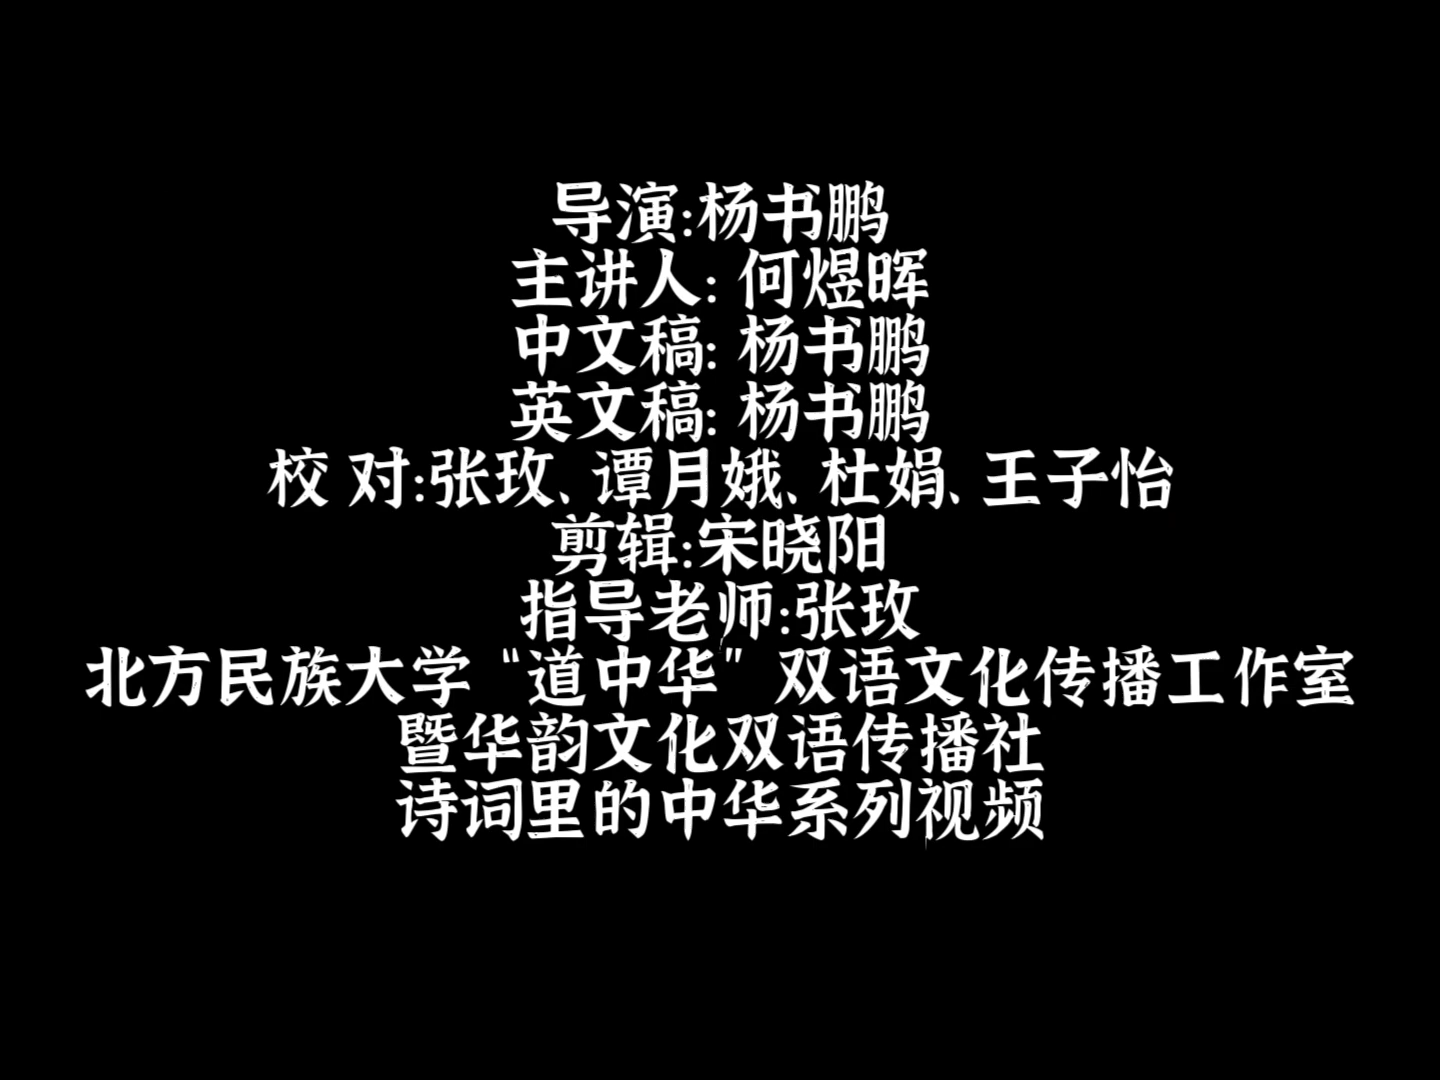 导演:杨书鹏
主讲人: 何煜晖
中文稿: 杨书鹏
英文稿: 杨书鹏
校 对:张玫、谭月娥、杜娟、王子怡
剪辑:宋晓阳
指导老师:张玫
北方民族大学“道中华”双语文化传播工作室
暨华韵文化双语传播社
诗词里的中华系列视频